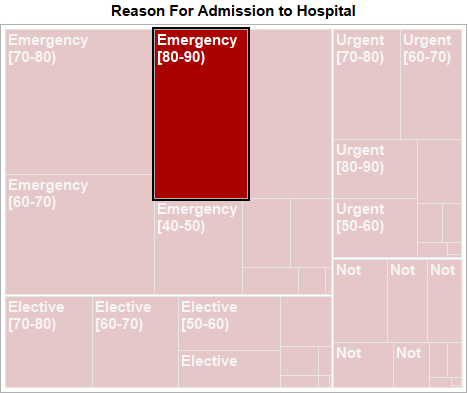 Reason For Admission to Hospital
Emergency
[70-80)
Emergency
[80-90)
Urgent
[70-80)
Urgent
[60-70)
Urgent
[80-90)
Emergency
[60-70)
Emergency
[40-50)
Urgent
[50-60)
Not
Not
Not
Elective
[70-80)
Elective
[60-70)
Elective
[50-60)
Elective
Not
Not